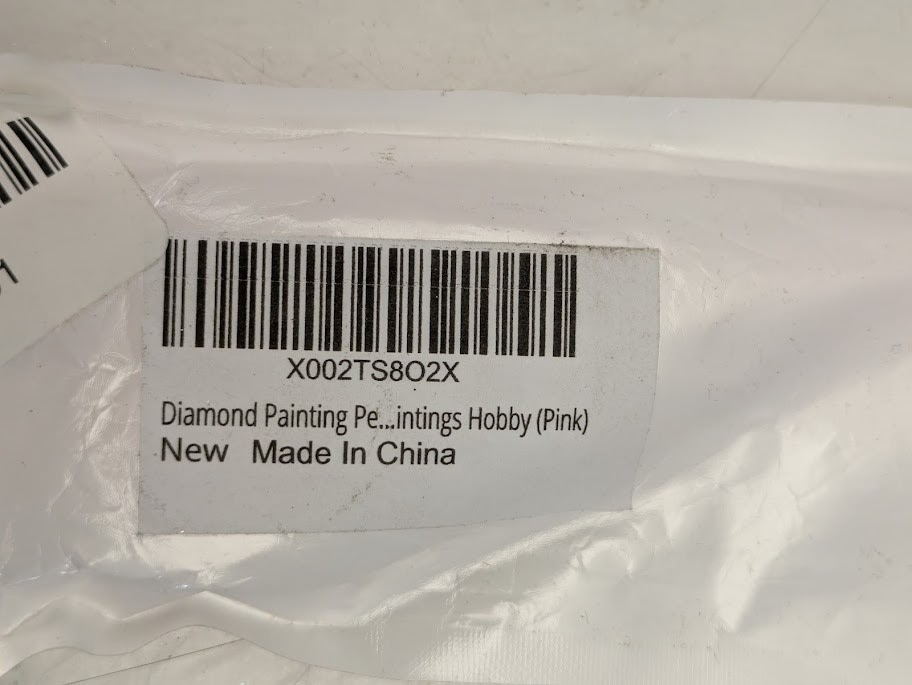 X002TS8O2X
Diamond Painting Pe...intings Hobby (Pink)
New Made In China